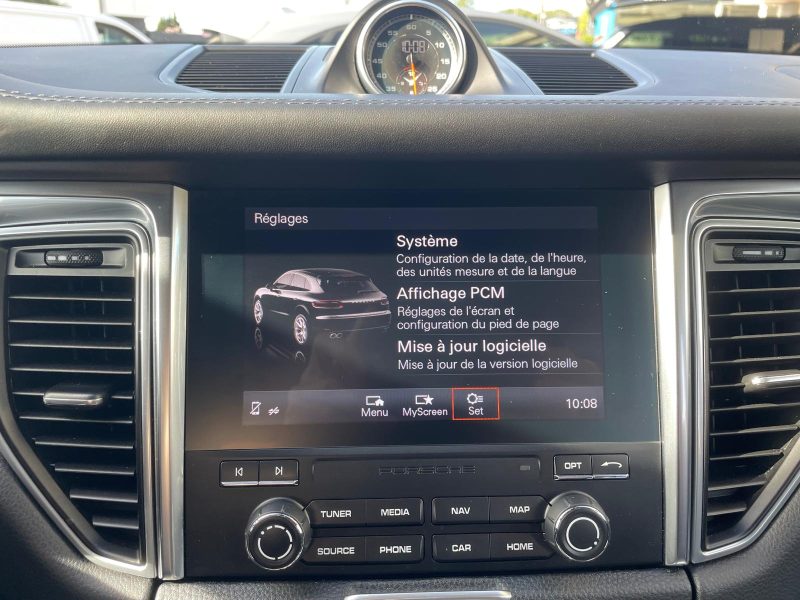 10:08
Réglages
Système
Configuration de la date, de l'heure,
des unités mesure et de la langue
Affichage PCM
Réglages de l'écran et
configuration du pied de page
Mise à jour logicielle
Mise à jour de la version logicielle
Menu
MyScreen
Set
10:08
PORSCHE
OPT
TUNER
MEDIA
NAV
MAP
SOURCE
PHONE
CAR
HOME